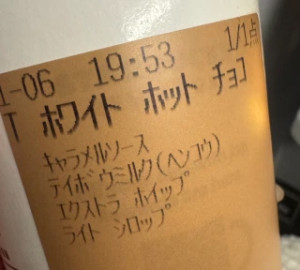 1-06 19:53 1/1点
T ホワイト ホット チョコ
キャラメルソース
テイボウミルク(ヘンコウ)
エクストラ ホイップ
ライト シロップ